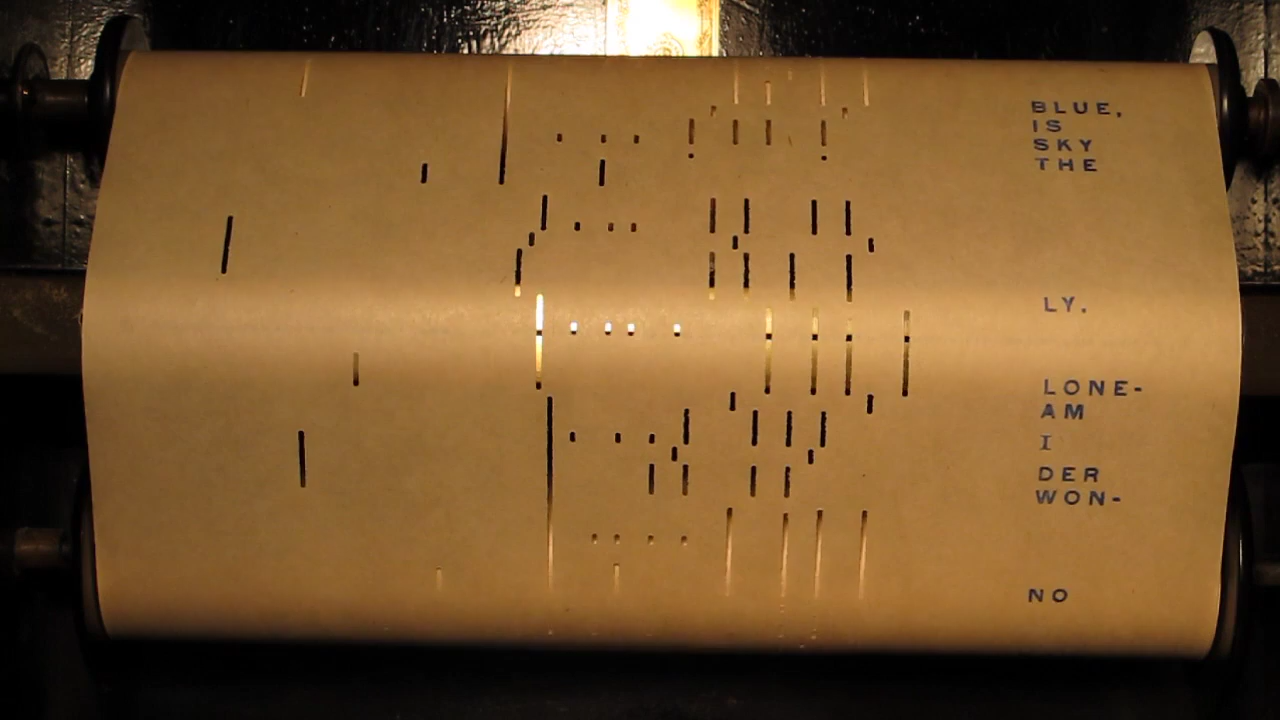 BLUE,
IS
SKY
THE
LY.
LONE-
AM
I
DER
WON-
NO